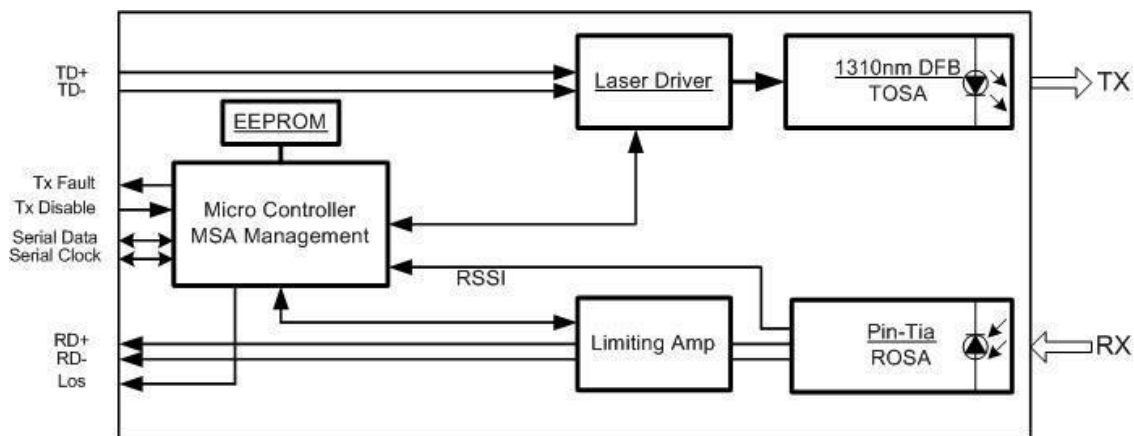 TD+
TD-
Laser Driver
1310nm DFB
TOSA
TX
EEPROM
Tx Fault
Tx Disable
Serial Data
Serial Clock
Micro Controller
MSA Management
RSSI
RD+
RD-
Los
Limiting Amp
Pin-Tia
ROSA
RX